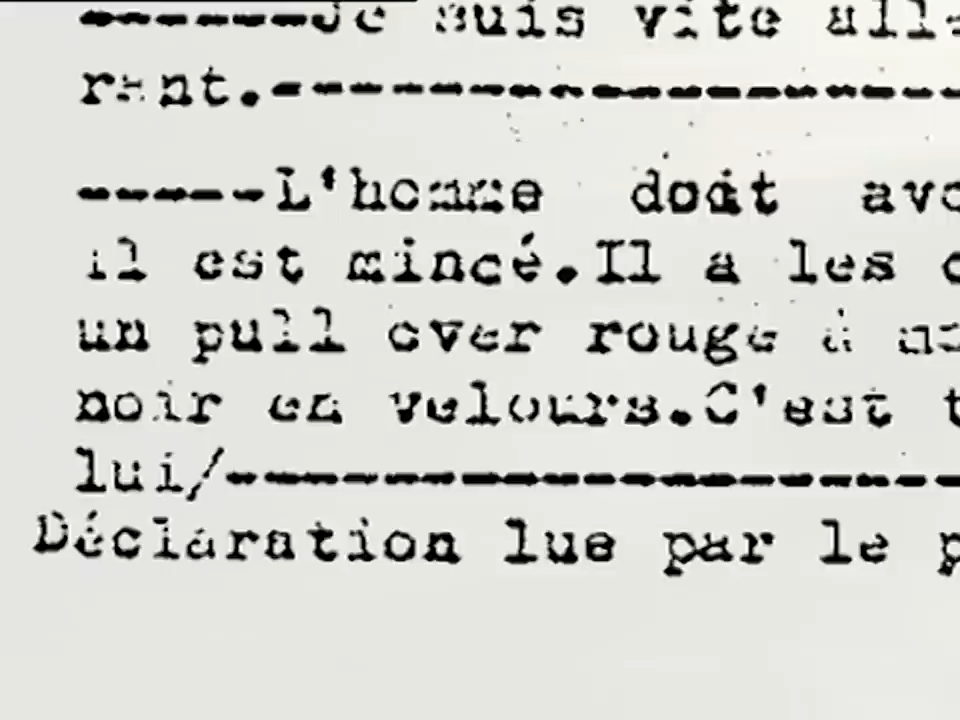 ------Je suis vite all
rant.-----------------------
-----L'homme doit avo
il est mincé.Il a les c
un pull over rouge à
noir en velours.C'est t
lui/------------------------
Déclaration lue par le p